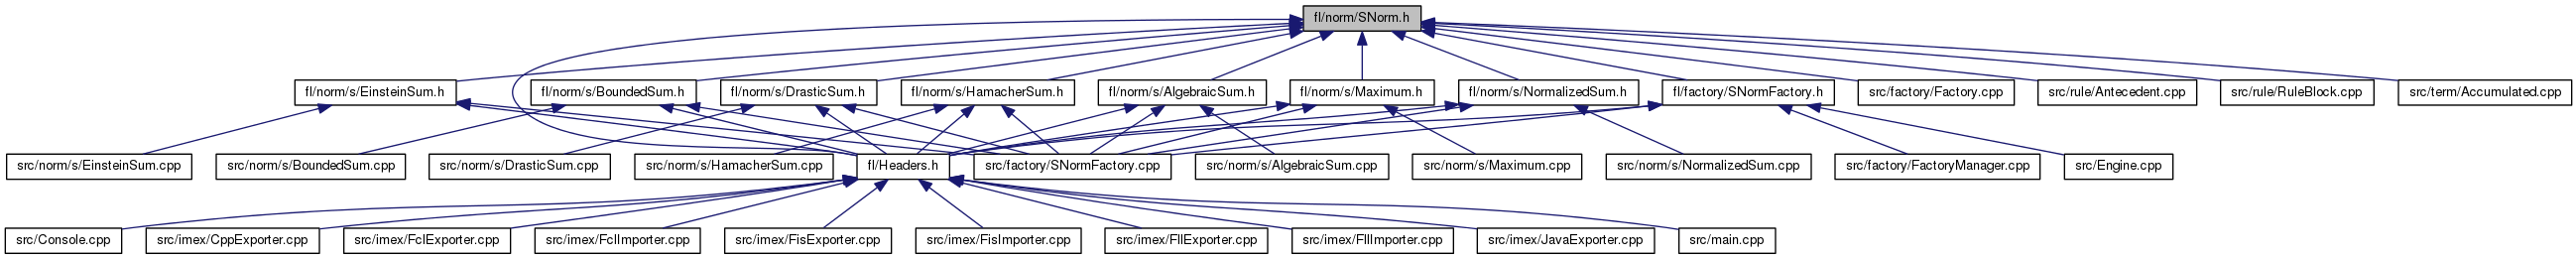 fl/norm/SNorm.h
fl/norm/s/EinsteinSum.h
fl/norm/s/BoundedSum.h
fl/norm/s/DrasticSum.h
fl/norm/s/HamacherSum.h
fl/norm/s/AlgebraicSum.h
fl/norm/s/Maximum.h
fl/norm/s/NormalizedSum.h
fl/factory/SNormFactory.h
src/factory/Factory.cpp
src/rule/Antecedent.cpp
src/rule/RuleBlock.cpp
src/term/Accumulated.cpp
src/norm/s/EinsteinSum.cpp
src/norm/s/BoundedSum.cpp
src/norm/s/DrasticSum.cpp
src/norm/s/HamacherSum.cpp
fl/Headers.h
src/factory/SNormFactory.cpp
src/norm/s/AlgebraicSum.cpp
src/norm/s/Maximum.cpp
src/norm/s/NormalizedSum.cpp
src/factory/FactoryManager.cpp
src/Engine.cpp
src/Console.cpp
src/imex/CppExporter.cpp
src/imex/FclExporter.cpp
src/imex/FclImporter.cpp
src/imex/FisExporter.cpp
src/imex/FisImporter.cpp
src/imex/FllExporter.cpp
src/imex/FllImporter.cpp
src/imex/JavaExporter.cpp
src/main.cpp